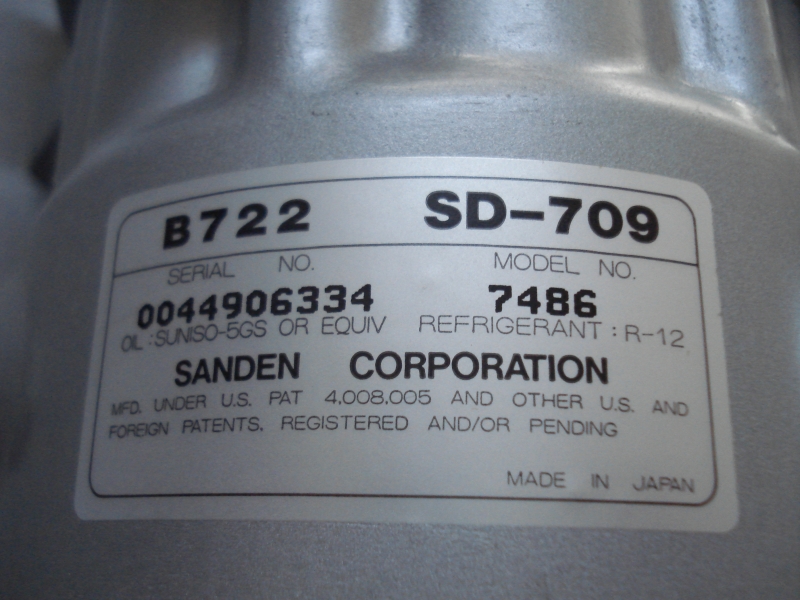 B722 SD-709
SERIAL NO. MODEL NO.
0044906334 7486
OIL : SUNISO-5GS OR EQUIV REFRIGERANT : R-12
SANDEN CORPORATION
MFD. UNDER U.S. PAT 4,008,005 AND OTHER U.S. AND
FOREIGN PATENTS, REGISTERED AND/OR PENDING
MADE IN JAPAN